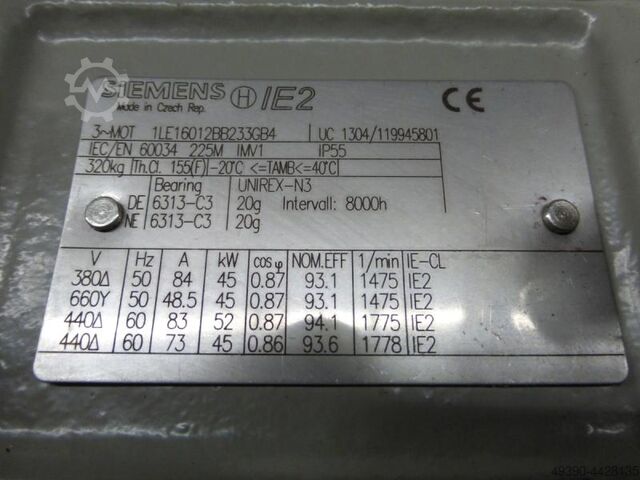 SIEMENS H IE2 CE
Made in Czech Rep.
3~MOT 1LE16012BB233GB4 UC 1304/119945801
IEC/EN 60034 225M IMV1 IP55
320kg Th.Cl. 155(F) -20°C <=TAMB<=40°C
Bearing UNIREX-N3
DE 6313-C3 20g Intervall: 8000h
NE 6313-C3 20g
V Hz A kW cos φ NOM.EFF 1/min IE-CL
380Δ 50 84 45 0.87 93.1 1475 IE2
660Y 50 48.5 45 0.87 93.1 1475 IE2
440Δ 60 83 52 0.87 94.1 1775 IE2
440Δ 60 73 45 0.86 93.6 1778 IE2
49390-4428135